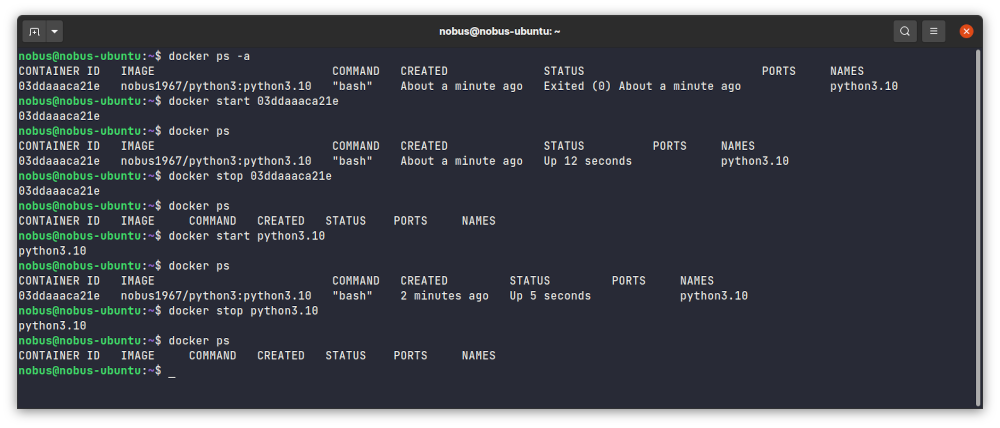 nobus@nobus-ubuntu: ~
nobus@nobus-ubuntu:~$ docker ps -a
CONTAINER ID   IMAGE                          COMMAND   CREATED              STATUS                          PORTS     NAMES
03ddaaaca21e   nobus1967/python3:python3.10   "bash"    About a minute ago   Exited (0) About a minute ago             python3.10
nobus@nobus-ubuntu:~$ docker start 03ddaaaca21e
03ddaaaca21e
nobus@nobus-ubuntu:~$ docker ps
CONTAINER ID   IMAGE                          COMMAND   CREATED              STATUS          PORTS     NAMES
03ddaaaca21e   nobus1967/python3:python3.10   "bash"    About a minute ago   Up 12 seconds             python3.10
nobus@nobus-ubuntu:~$ docker stop 03ddaaaca21e
03ddaaaca21e
nobus@nobus-ubuntu:~$ docker ps
CONTAINER ID   IMAGE     COMMAND   CREATED   STATUS    PORTS     NAMES
nobus@nobus-ubuntu:~$ docker start python3.10
python3.10
nobus@nobus-ubuntu:~$ docker ps
CONTAINER ID   IMAGE                          COMMAND   CREATED         STATUS         PORTS     NAMES
03ddaaaca21e   nobus1967/python3:python3.10   "bash"    2 minutes ago   Up 5 seconds             python3.10
nobus@nobus-ubuntu:~$ docker stop python3.10
python3.10
nobus@nobus-ubuntu:~$ docker ps
CONTAINER ID   IMAGE     COMMAND   CREATED   STATUS    PORTS     NAMES
nobus@nobus-ubuntu:~$ _